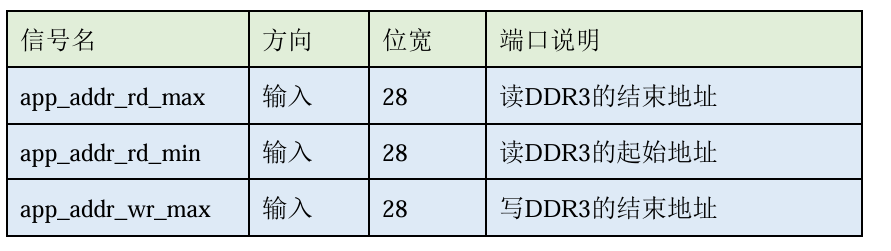 信号名 方向 位宽 端口说明
app_addr_rd_max 输入 28 读DDR3的结束地址
app_addr_rd_min 输入 28 读DDR3的起始地址
app_addr_wr_max 输入 28 写DDR3的结束地址